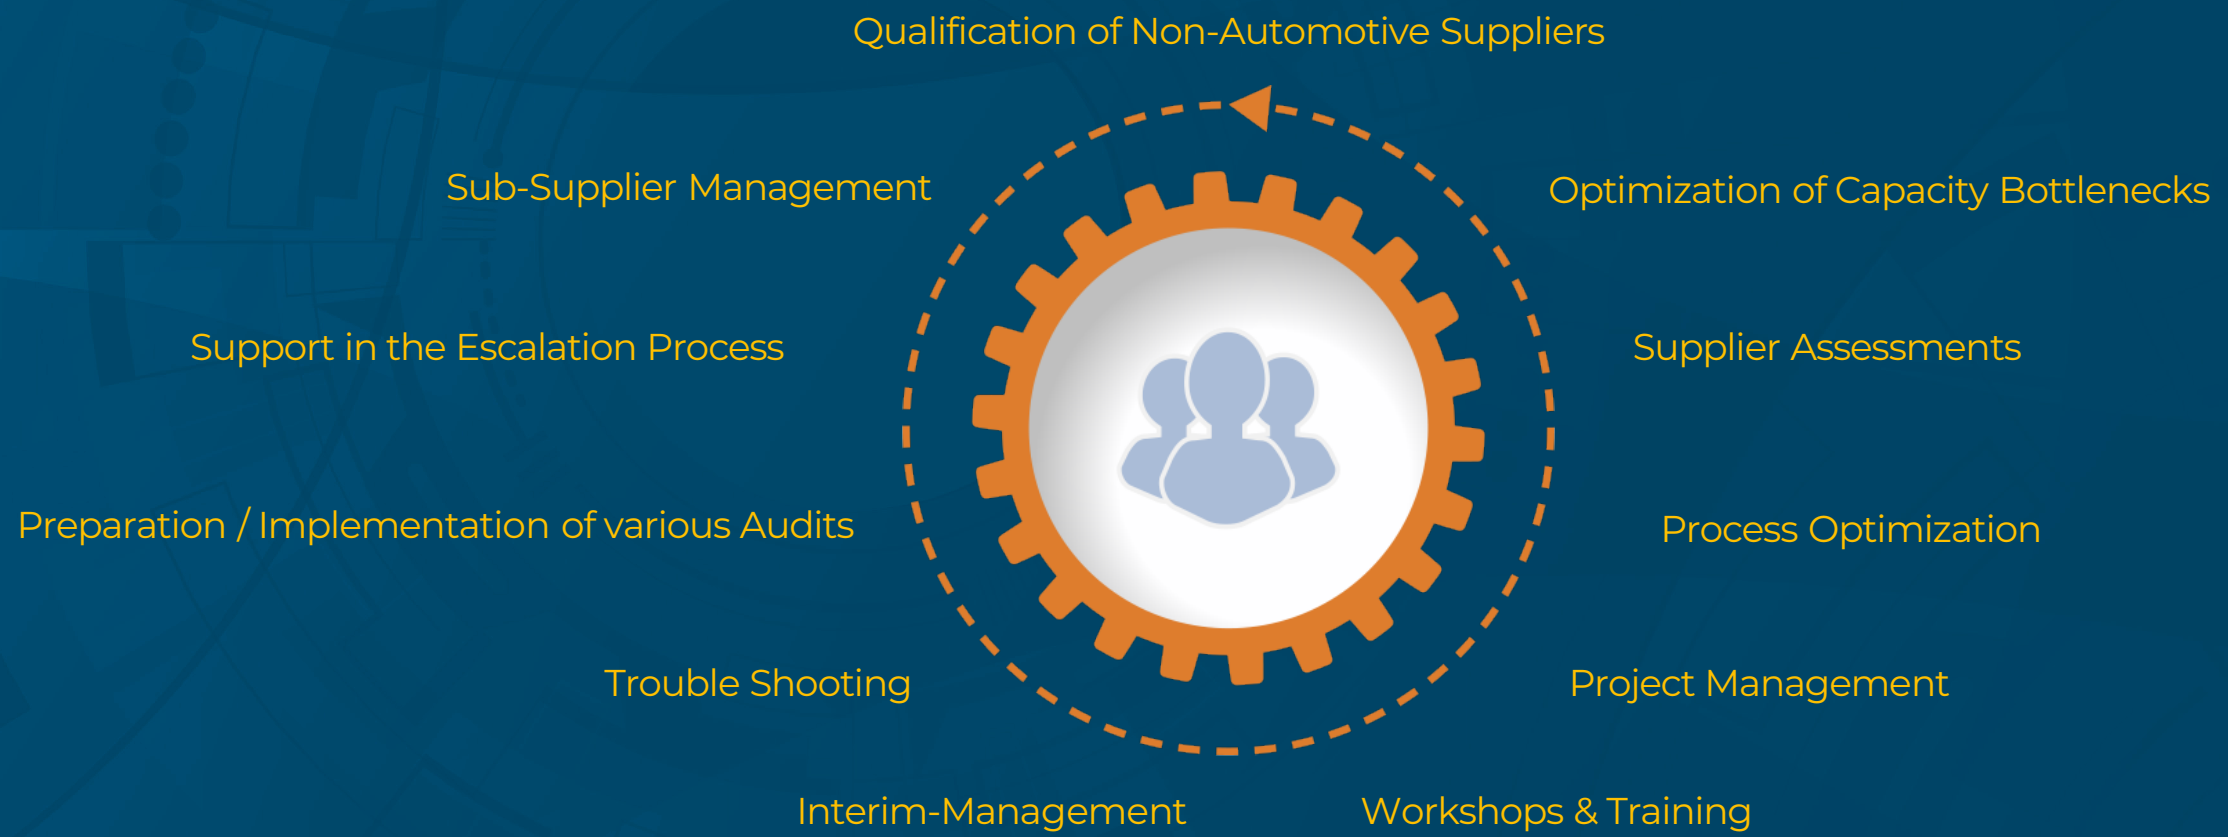 Qualification of Non-Automotive Suppliers
Sub-Supplier Management
Optimization of Capacity Bottlenecks
Support in the Escalation Process
Supplier Assessments
Preparation / Implementation of various Audits
Process Optimization
Trouble Shooting
Project Management
Interim-Management
Workshops & Training